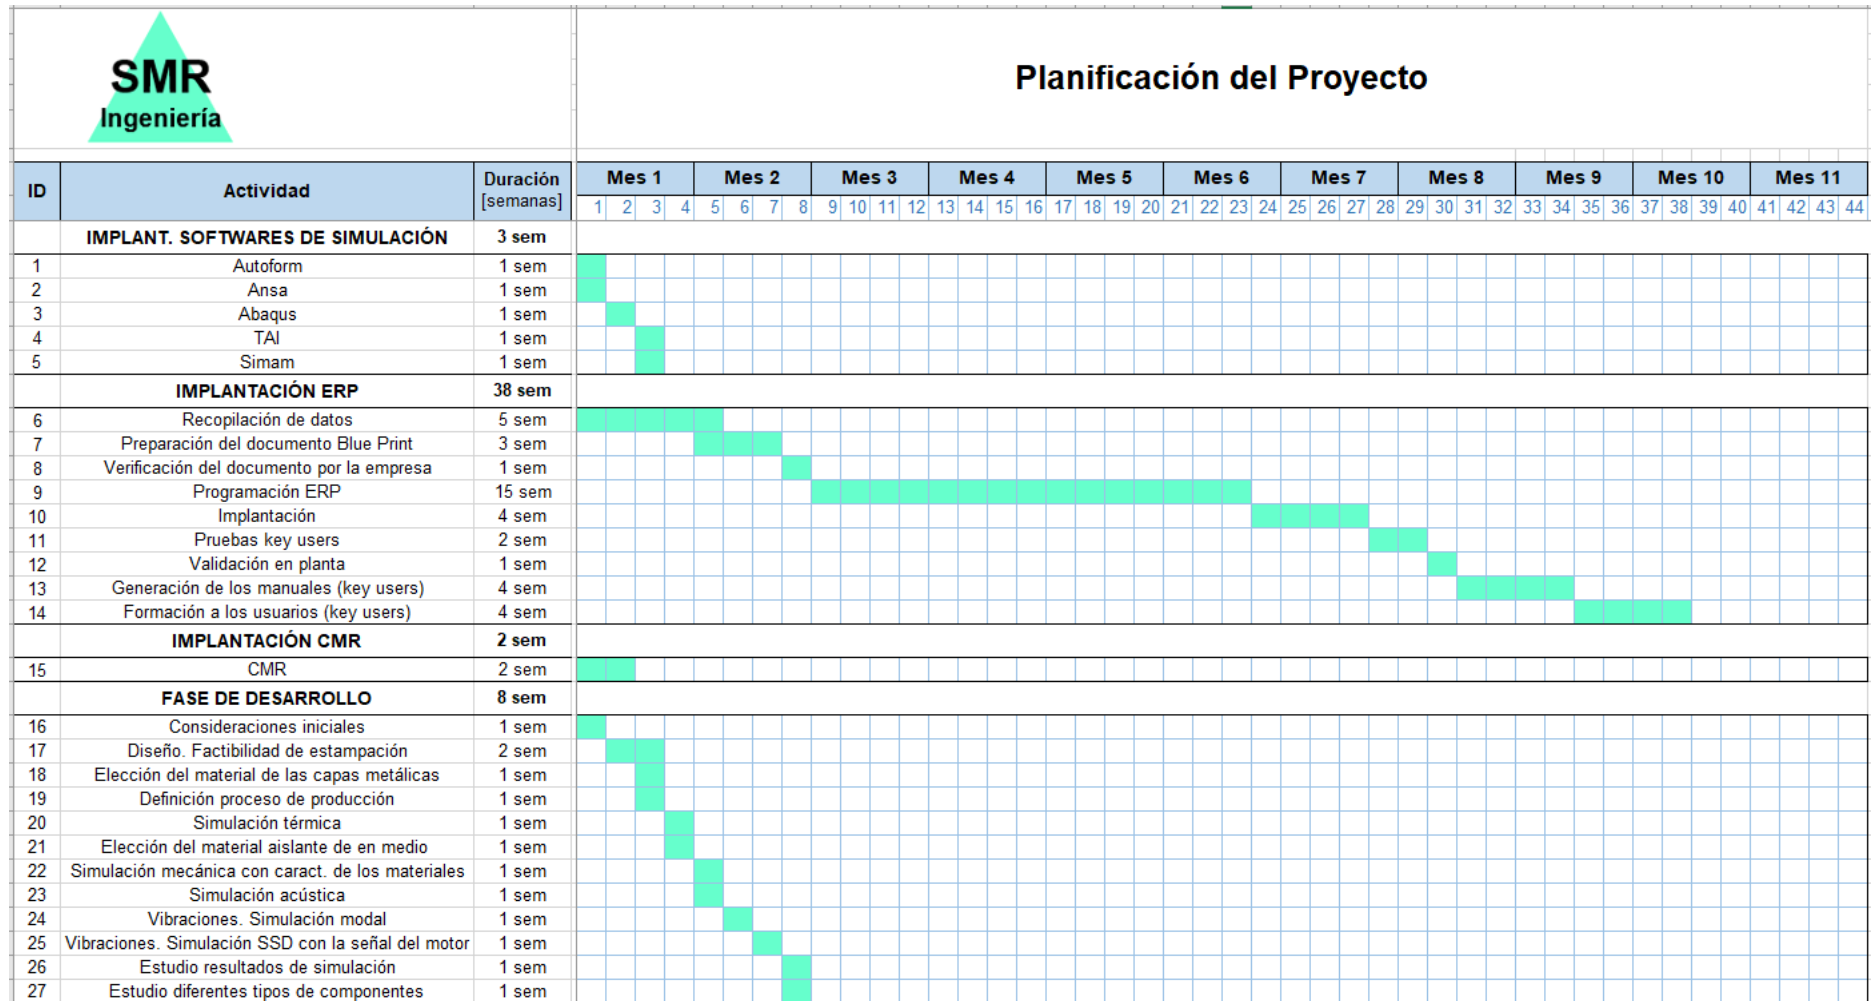 SMR
Ingeniería
Planificación del Proyecto
ID Actividad Duración [semanas] Mes 1 Mes 2 Mes 3 Mes 4 Mes 5 Mes 6 Mes 7 Mes 8 Mes 9 Mes 10 Mes 11
1 2 3 4 5 6 7 8 9 10 11 12 13 14 15 16 17 18 19 20 21 22 23 24 25 26 27 28 29 30 31 32 33 34 35 36 37 38 39 40 41 42 43 44
IMPLANT. SOFTWARES DE SIMULACIÓN 3 sem
1 Autoform 1 sem
2 Ansa 1 sem
3 Abaqus 1 sem
4 TAI 1 sem
5 Simam 1 sem
IMPLANTACIÓN ERP 38 sem
6 Recopilación de datos 5 sem
7 Preparación del documento Blue Print 3 sem
8 Verificación del documento por la empresa 1 sem
9 Programación ERP 15 sem
10 Implantación 4 sem
11 Pruebas key users 2 sem
12 Validación en planta 1 sem
13 Generación de los manuales (key users) 4 sem
14 Formación a los usuarios (key users) 4 sem
IMPLANTACIÓN CMR 2 sem
15 CMR 2 sem
FASE DE DESARROLLO 8 sem
16 Consideraciones iniciales 1 sem
17 Diseño. Factibilidad de estampación 2 sem
18 Elección del material de las capas metálicas 1 sem
19 Definición proceso de producción 1 sem
20 Simulación térmica 1 sem
21 Elección del material aislante de en medio 1 sem
22 Simulación mecánica con caract. de los materiales 1 sem
23 Simulación acústica 1 sem
24 Vibraciones. Simulación modal 1 sem
25 Vibraciones. Simulación SSD con la señal del motor 1 sem
26 Estudio resultados de simulación 1 sem
27 Estudio diferentes tipos de componentes 1 sem